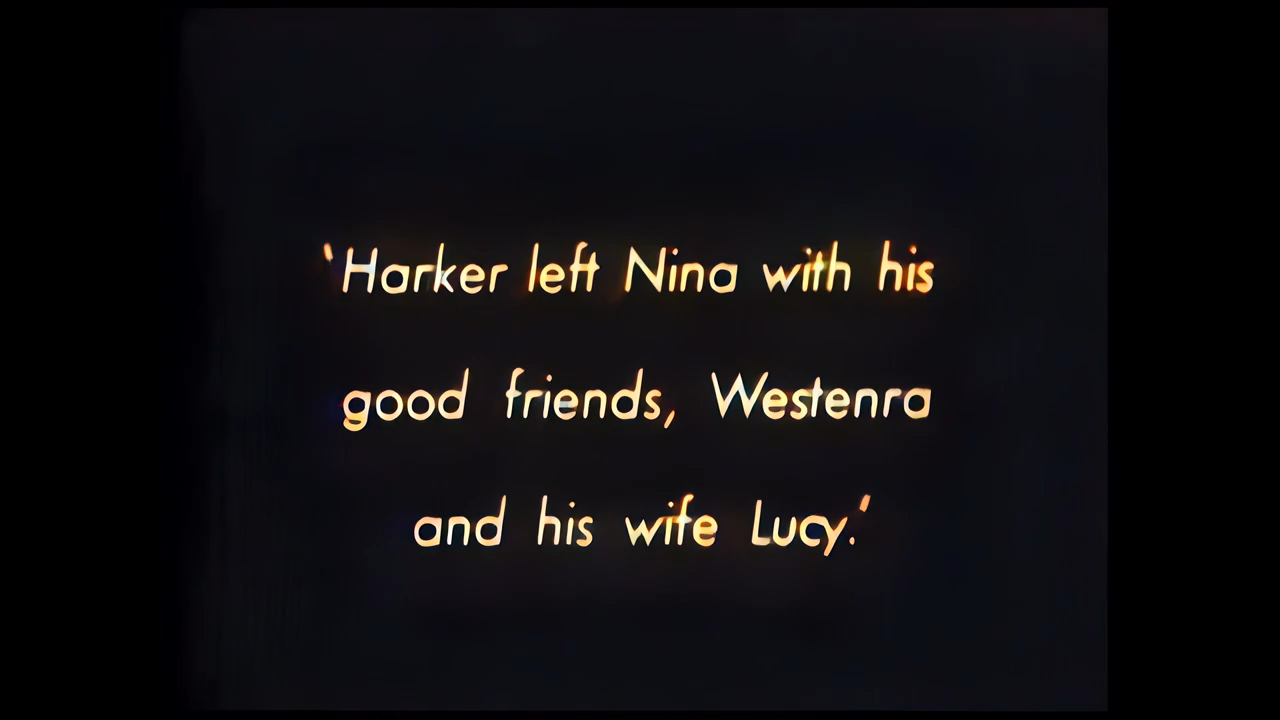 'Harker left Nina with his
good friends, Westenra
and his wife Lucy.'